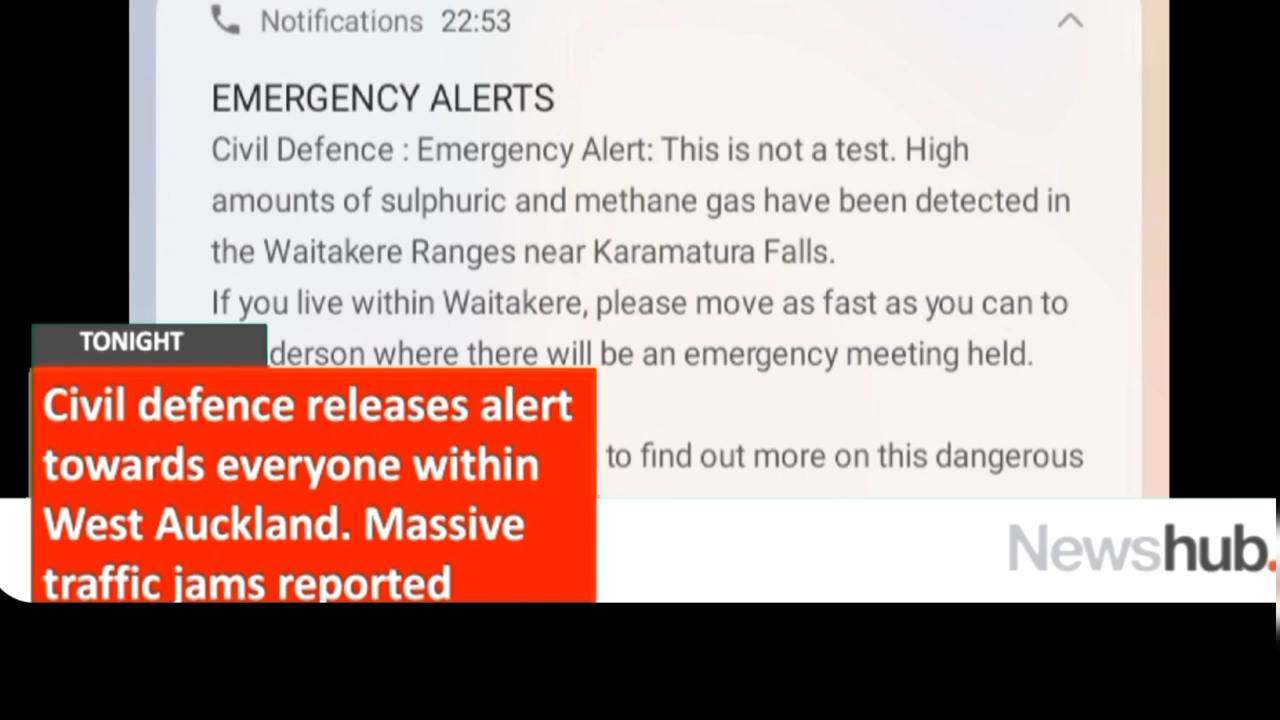 Notifications 22:53
EMERGENCY ALERTS
Civil Defence : Emergency Alert: This is not a test. High
amounts of sulphuric and methane gas have been detected in
the Waitakere Ranges near Karamatura Falls.
If you live within Waitakere, please move as fast as you can to
derson where there will be an emergency meeting held.
to find out more on this dangerous
TONIGHT
Civil defence releases alert
towards everyone within
West Auckland. Massive
traffic jams reported
Newshub.